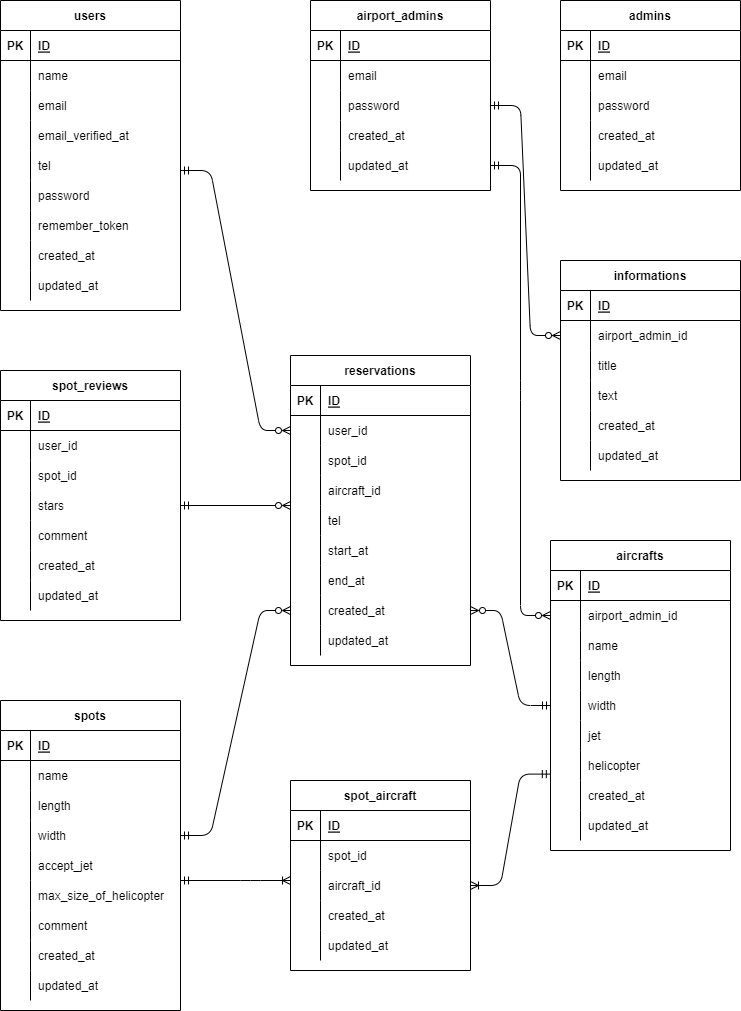 users
PK ID
name
email
email_verified_at
tel
password
remember_token
created_at
updated_at
airport_admins
PK ID
email
password
created_at
updated_at
admins
PK ID
email
password
created_at
updated_at
informations
PK ID
airport_admin_id
title
text
created_at
updated_at
spot_reviews
PK ID
user_id
spot_id
stars
comment
created_at
updated_at
reservations
PK ID
user_id
spot_id
aircraft_id
tel
start_at
end_at
created_at
updated_at
aircrafts
PK ID
airport_admin_id
name
length
width
jet
helicopter
created_at
updated_at
spots
PK ID
name
length
width
accept_jet
max_size_of_helicopter
comment
created_at
updated_at
spot_aircraft
PK ID
spot_id
aircraft_id
created_at
updated_at